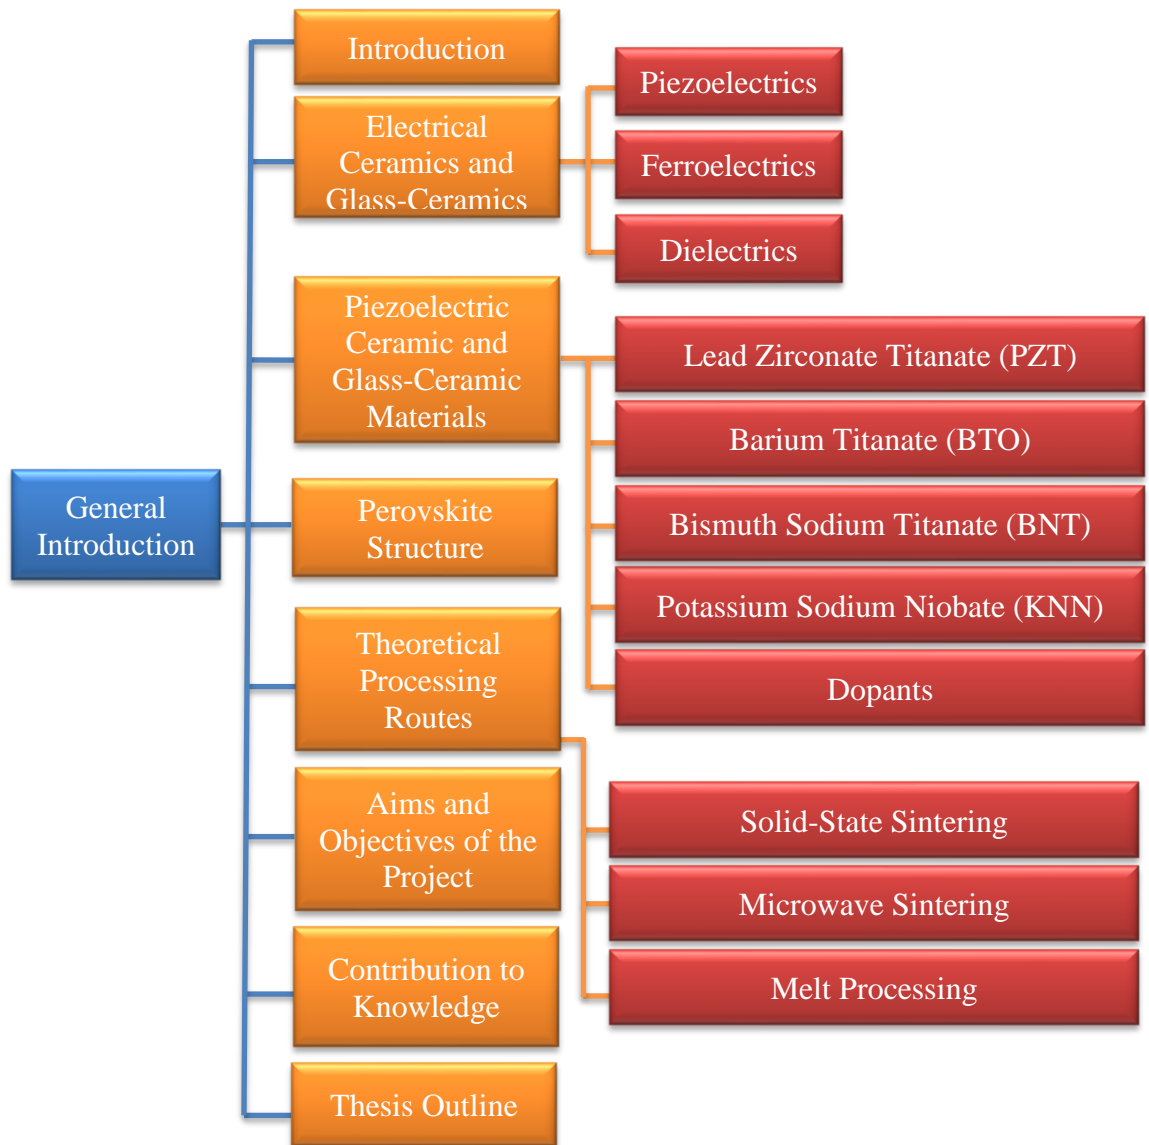 General
Introduction
Introduction
Electrical
Ceramics and
Glass-Ceramics
Piezoelectrics
Ferroelectrics
Dielectrics
Piezoelectric
Ceramic and
Glass-Ceramic
Materials
Lead Zirconate Titanate (PZT)
Barium Titanate (BTO)
Bismuth Sodium Titanate (BNT)
Potassium Sodium Niobate (KNN)
Dopants
Perovskite
Structure
Theoretical
Processing
Routes
Solid-State Sintering
Microwave Sintering
Melt Processing
Aims and
Objectives of the
Project
Contribution to
Knowledge
Thesis Outline